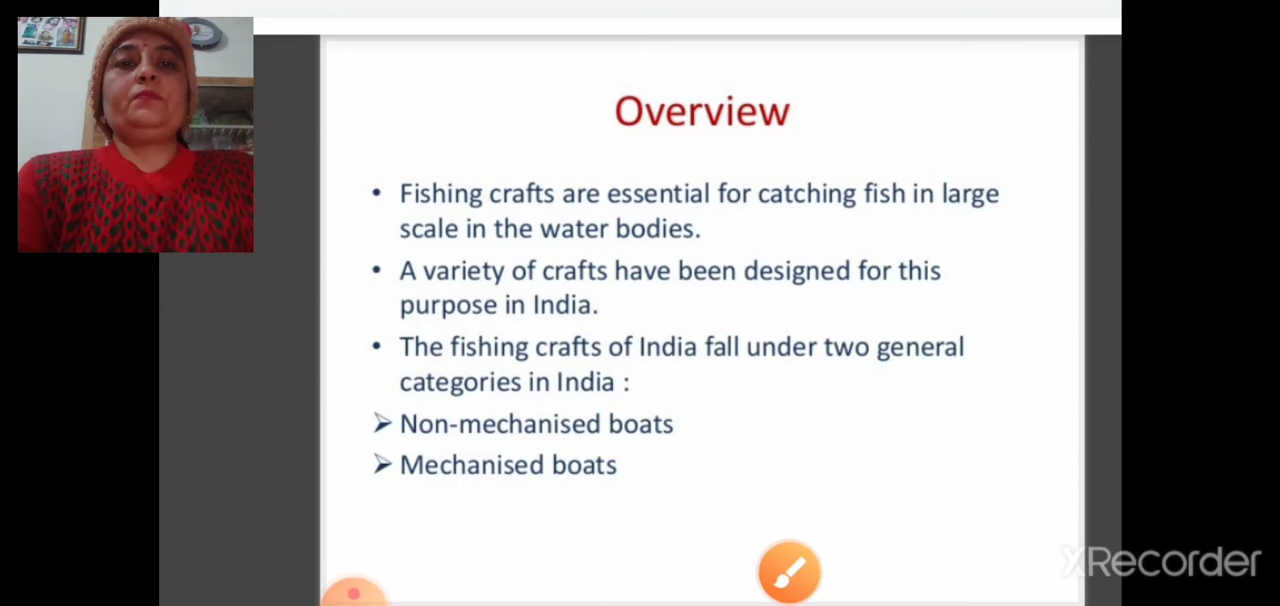 Overview
• Fishing crafts are essential for catching fish in large
scale in the water bodies.
• A variety of crafts have been designed for this
purpose in India.
• The fishing crafts of India fall under two general
categories in India :
➢ Non-mechanised boats
➢ Mechanised boats
XRecorder